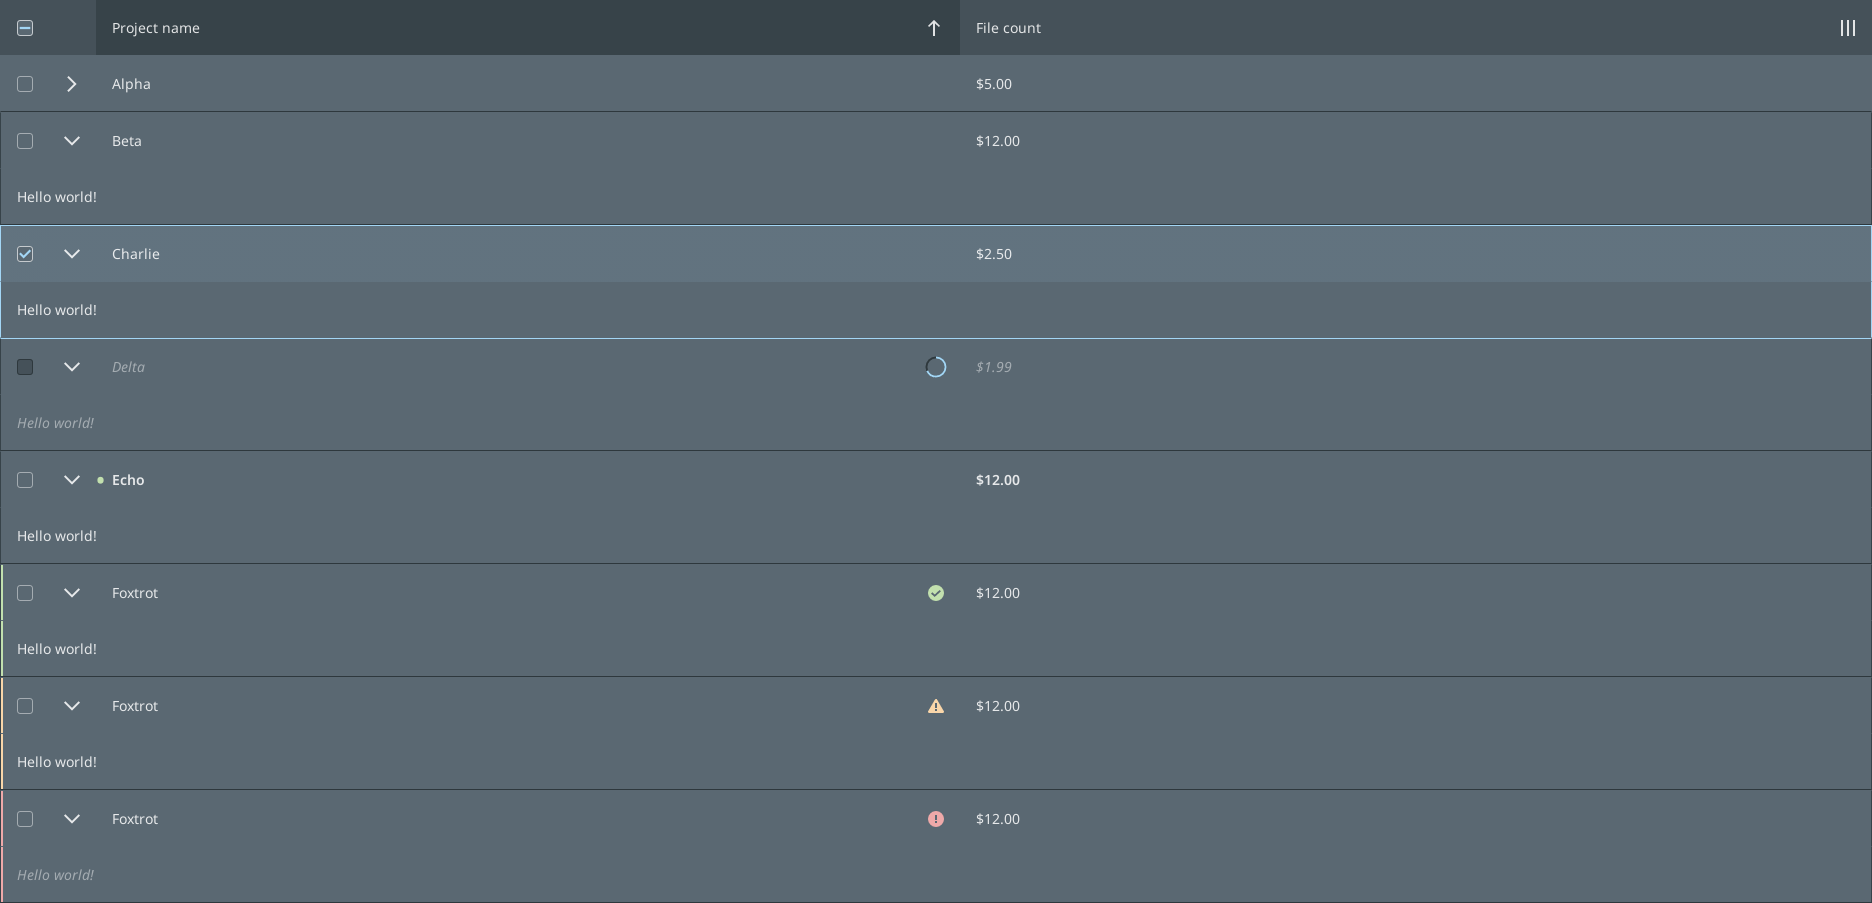 Project name File count
Alpha $5.00
Beta $12.00
Hello world!
Charlie $2.50
Hello world!
Delta $1.99
Hello world!
Echo $12.00
Hello world!
Foxtrot $12.00
Hello world!
Foxtrot $12.00
Hello world!
Foxtrot $12.00
Hello world!